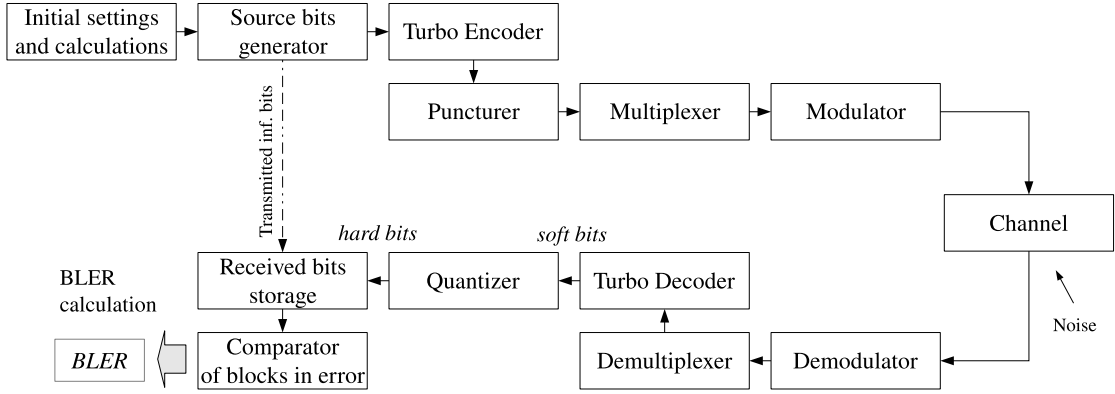 Initial settings
and calculations
Source bits
generator
Turbo Encoder
Puncturer
Multiplexer
Modulator
Transmitted inf. bits
Channel
hard bits
soft bits
Received bits
storage
Quantizer
Turbo Decoder
BLER
calculation
Noise
BLER
Comparator
of blocks in error
Demultiplexer
Demodulator